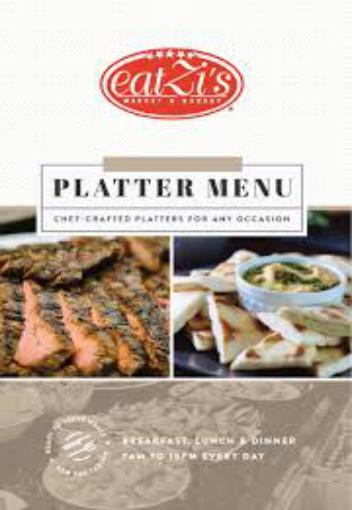 eatZi's
MARKET & BAKERY
PLATTER MENU
CHEF-CRAFTED PLATTERS FOR ANY OCCASION
BREAKFAST, LUNCH & DINNER
7AM TO 10PM EVERY DAY